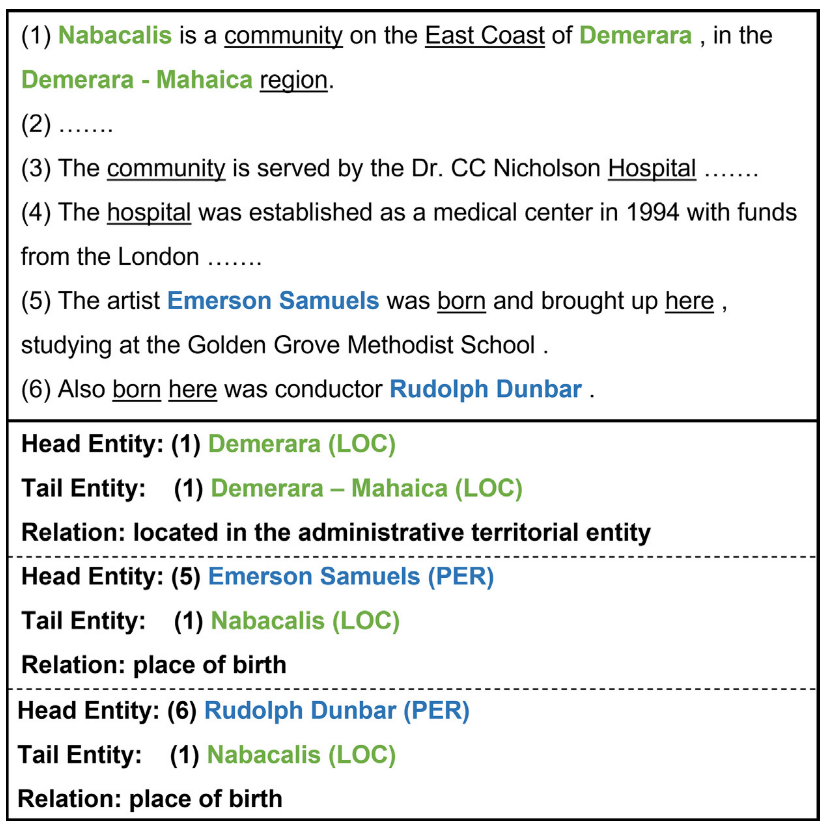 (1) Nabacalis is a community on the East Coast of Demerara , in the
Demerara - Mahaica region.
(2) .......
(3) The community is served by the Dr. CC Nicholson Hospital .......
(4) The hospital was established as a medical center in 1994 with funds
from the London .......
(5) The artist Emerson Samuels was born and brought up here ,
studying at the Golden Grove Methodist School .
(6) Also born here was conductor Rudolph Dunbar .
Head Entity: (1) Demerara (LOC)
Tail Entity: (1) Demerara – Mahaica (LOC)
Relation: located in the administrative territorial entity
Head Entity: (5) Emerson Samuels (PER)
Tail Entity: (1) Nabacalis (LOC)
Relation: place of birth
Head Entity: (6) Rudolph Dunbar (PER)
Tail Entity: (1) Nabacalis (LOC)
Relation: place of birth